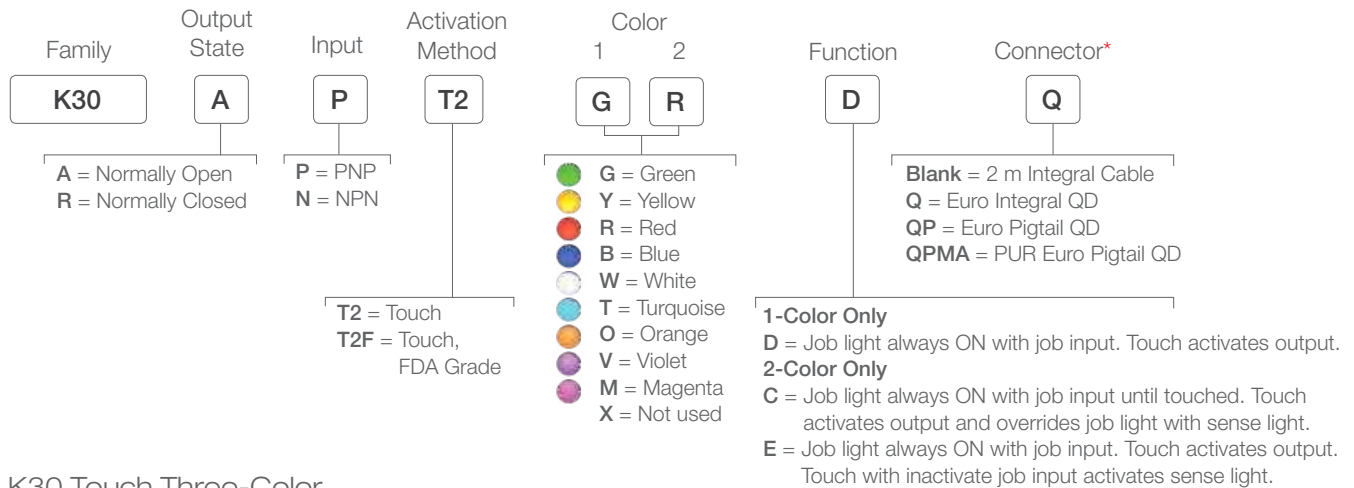 Family
Output
State
Input
Activation
Method
Color
1 2
Function
Connector*
K30
A
P
T2
G
R
D
Q
A = Normally Open
R = Normally Closed
P = PNP
N = NPN
T2 = Touch
T2F = Touch,
FDA Grade
G = Green
Y = Yellow
R = Red
B = Blue
W = White
T = Turquoise
O = Orange
V = Violet
M = Magenta
X = Not used
Blank = 2 m Integral Cable
Q = Euro Integral QD
QP = Euro Pigtail QD
QPMA = PUR Euro Pigtail QD
1-Color Only
D = Job light always ON with job input. Touch activates output.
2-Color Only
C = Job light always ON with job input until touched. Touch
activates output and overrides job light with sense light.
E = Job light always ON with job input. Touch activates output.
Touch with inactivate job input activates sense light.
K30 Touch Three-Color